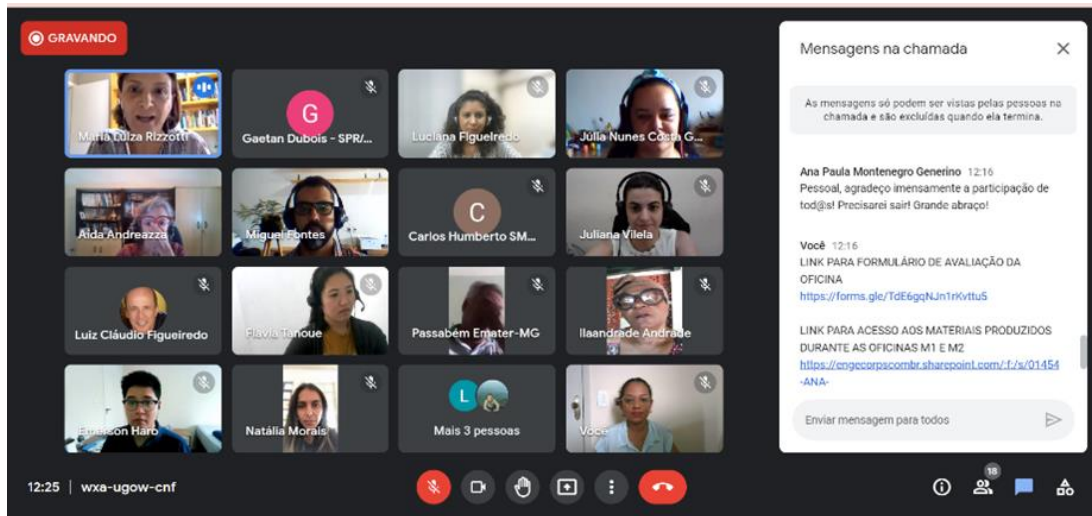 GRAVANDO
Maria Luiza Rizzotti
Gaetan Dubois - SPR/...
Luciana Figueiredo
Júlia Nunes Costa G...
Aida Andreazza
Miguel Fontes
Carlos Humberto SM...
Juliana Vilela
Luiz Cláudio Figueiredo
Flavia Tanoue
Passabém Emater-MG
Ilaandrade Andrade
Emerson Haro
Natália Morais
Mais 3 pessoas
Você
G
C
L
12:25 | wxa-ugow-cnf
Mensagens na chamada
As mensagens só podem ser vistas pelas pessoas na
chamada e são excluídas quando ela termina.
Ana Paula Montenegro Generino 12:16
Pessoal, agradeço imensamente a participação de
tod@s! Precisarei sair! Grande abraço!
Você 12:16
LINK PARA FORMULÁRIO DE AVALIAÇÃO DA
OFICINA
https://forms.gle/TdE6gqNJn1rKvttu5
LINK PARA ACESSO AOS MATERIAIS PRODUZIDOS
DURANTE AS OFICINAS M1 E M2
https://engecorpscombr.sharepoint.com/:f:/s/01454
-ANA-
Enviar mensagem para todos
18